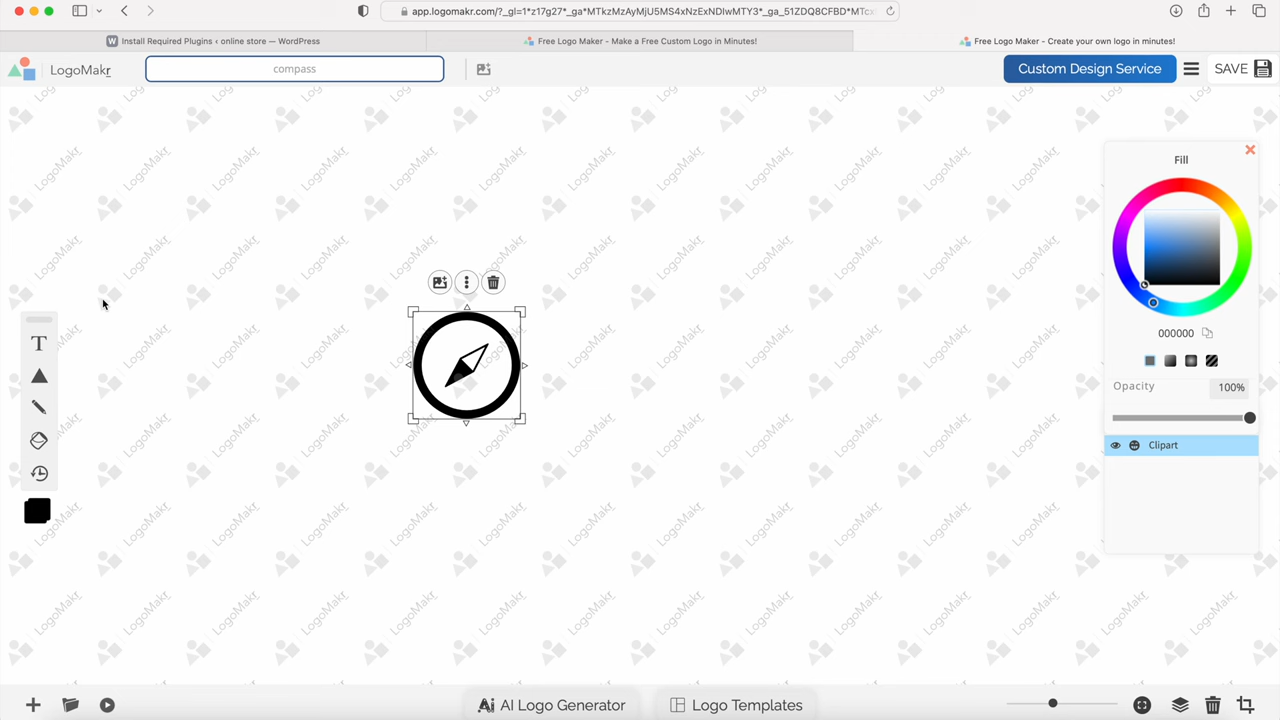 app.logomakr.com/?_gl=1*z17g27*_ga*MTkzMzAyMjU5MS4xNzExNDIwMTY3*_ga_51ZDQ8CFBD*MTcx
Install Required Plugins ‹ online store — WordPress
Free Logo Maker - Make a Free Custom Logo in Minutes!
Free Logo Maker - Create your own logo in minutes!
LogoMakr
compass
Custom Design Service
SAVE
Fill
000000
Opacity
100%
Clipart
T
Ai AI Logo Generator
Logo Templates